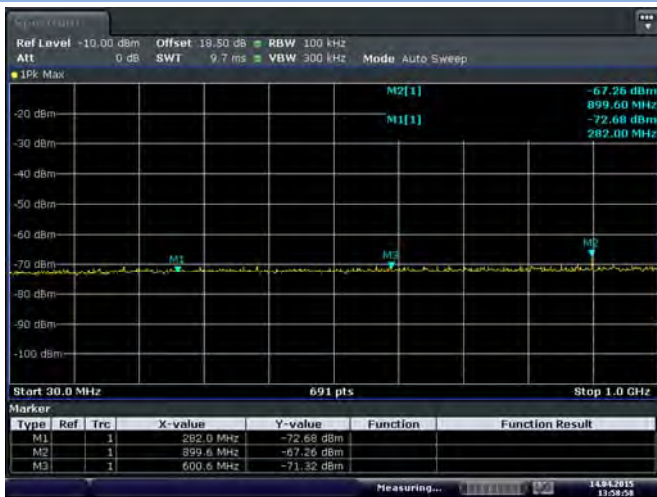 Spectrum
Ref Level -10.00 dBm Offset 18.50 dB RBW 100 kHz
Att 0 dB SWT 9.7 ms VBW 300 kHz Mode Auto Sweep
1Pk Max
M2[1] -67.26 dBm
899.60 MHz
-20 dBm
M1[1] -72.68 dBm
282.00 MHz
-30 dBm
-40 dBm
-50 dBm
-60 dBm
M2
-70 dBm M1 M3
-80 dBm
-90 dBm
-100 dBm
Start 30.0 MHz 691 pts Stop 1.0 GHz
Marker
Type Ref Trc X-value Y-value Function Function Result
M1 1 282.0 MHz -72.68 dBm
M2 1 899.6 MHz -67.26 dBm
M3 1 600.6 MHz -71.32 dBm
Measuring... 14.04.2015
13:58:58